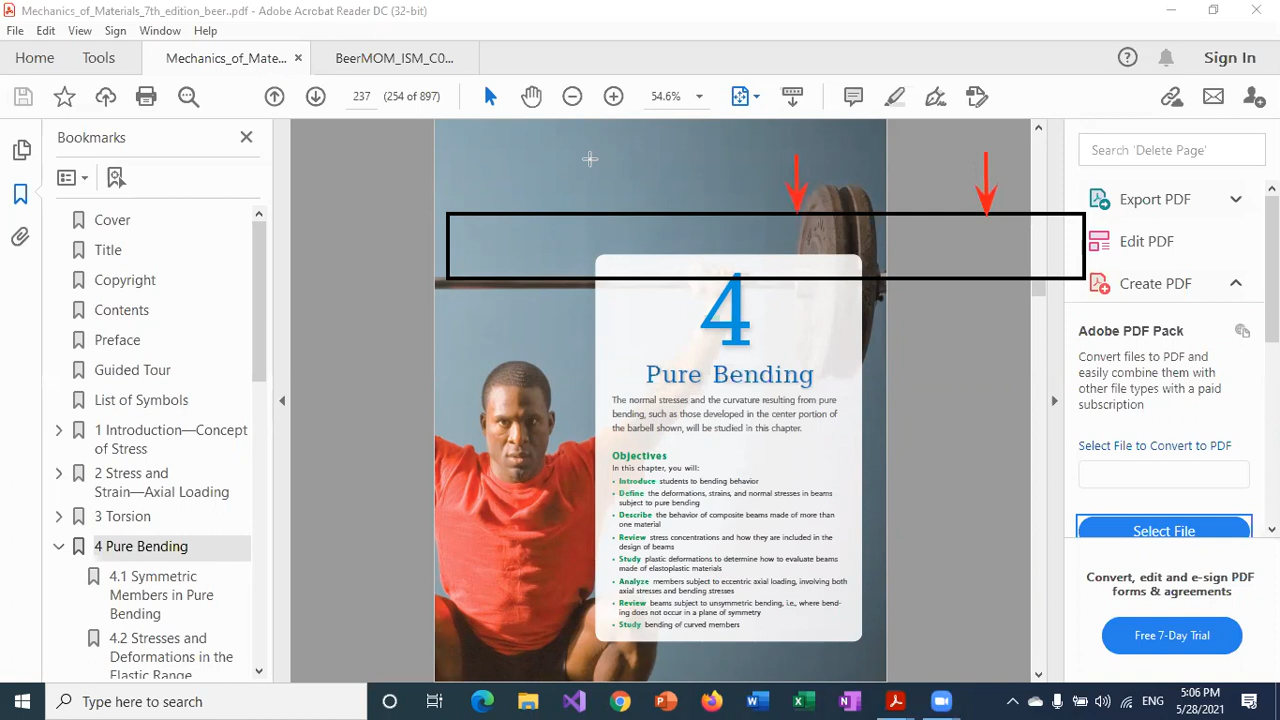 Mechanics_of_Materials_7th_edition_beer..pdf - Adobe Acrobat Reader DC (32-bit)
File Edit View Sign Window Help
Home Tools Mechanics_of_Mate... × BeerMOM_ISM_C0... Sign In
237 (254 of 897) 54.6%
Bookmarks
Cover
Title
Copyright
Contents
Preface
Guided Tour
List of Symbols
1 Introduction—Concept
of Stress
2 Stress and
Strain—Axial Loading
3 Torsion
4 Pure Bending
4.1 Symmetric
Members in Pure
Bending
4.2 Stresses and
Deformations in the
Elastic Range
4
Pure Bending
The normal stresses and the curvature resulting from pure
bending, such as those developed in the center portion of
the barbell shown, will be studied in this chapter.
Objectives
In this chapter, you will:
• Introduce students to bending behavior
• Define the deformations, strains, and normal stresses in beams
subject to pure bending
• Describe the behavior of composite beams made of more than
one material
• Review stress concentrations and how they are included in the
design of beams
• Study plastic deformations to determine how to evaluate beams
made of elastoplastic materials
• Analyze members subject to eccentric axial loading, involving both
axial stresses and bending stresses
• Review beams subject to unsymmetric bending, i.e., where bend-
ing does not occur in a plane of symmetry
• Study bending of curved members
Search 'Delete Page'
Export PDF
Edit PDF
Create PDF
Adobe PDF Pack
Convert files to PDF and
easily combine them with
other file types with a paid
subscription
Select File to Convert to PDF
Select File
Convert, edit and e-sign PDF
forms & agreements
Free 7-Day Trial
Type here to search
ENG
5:06 PM
5/28/2021